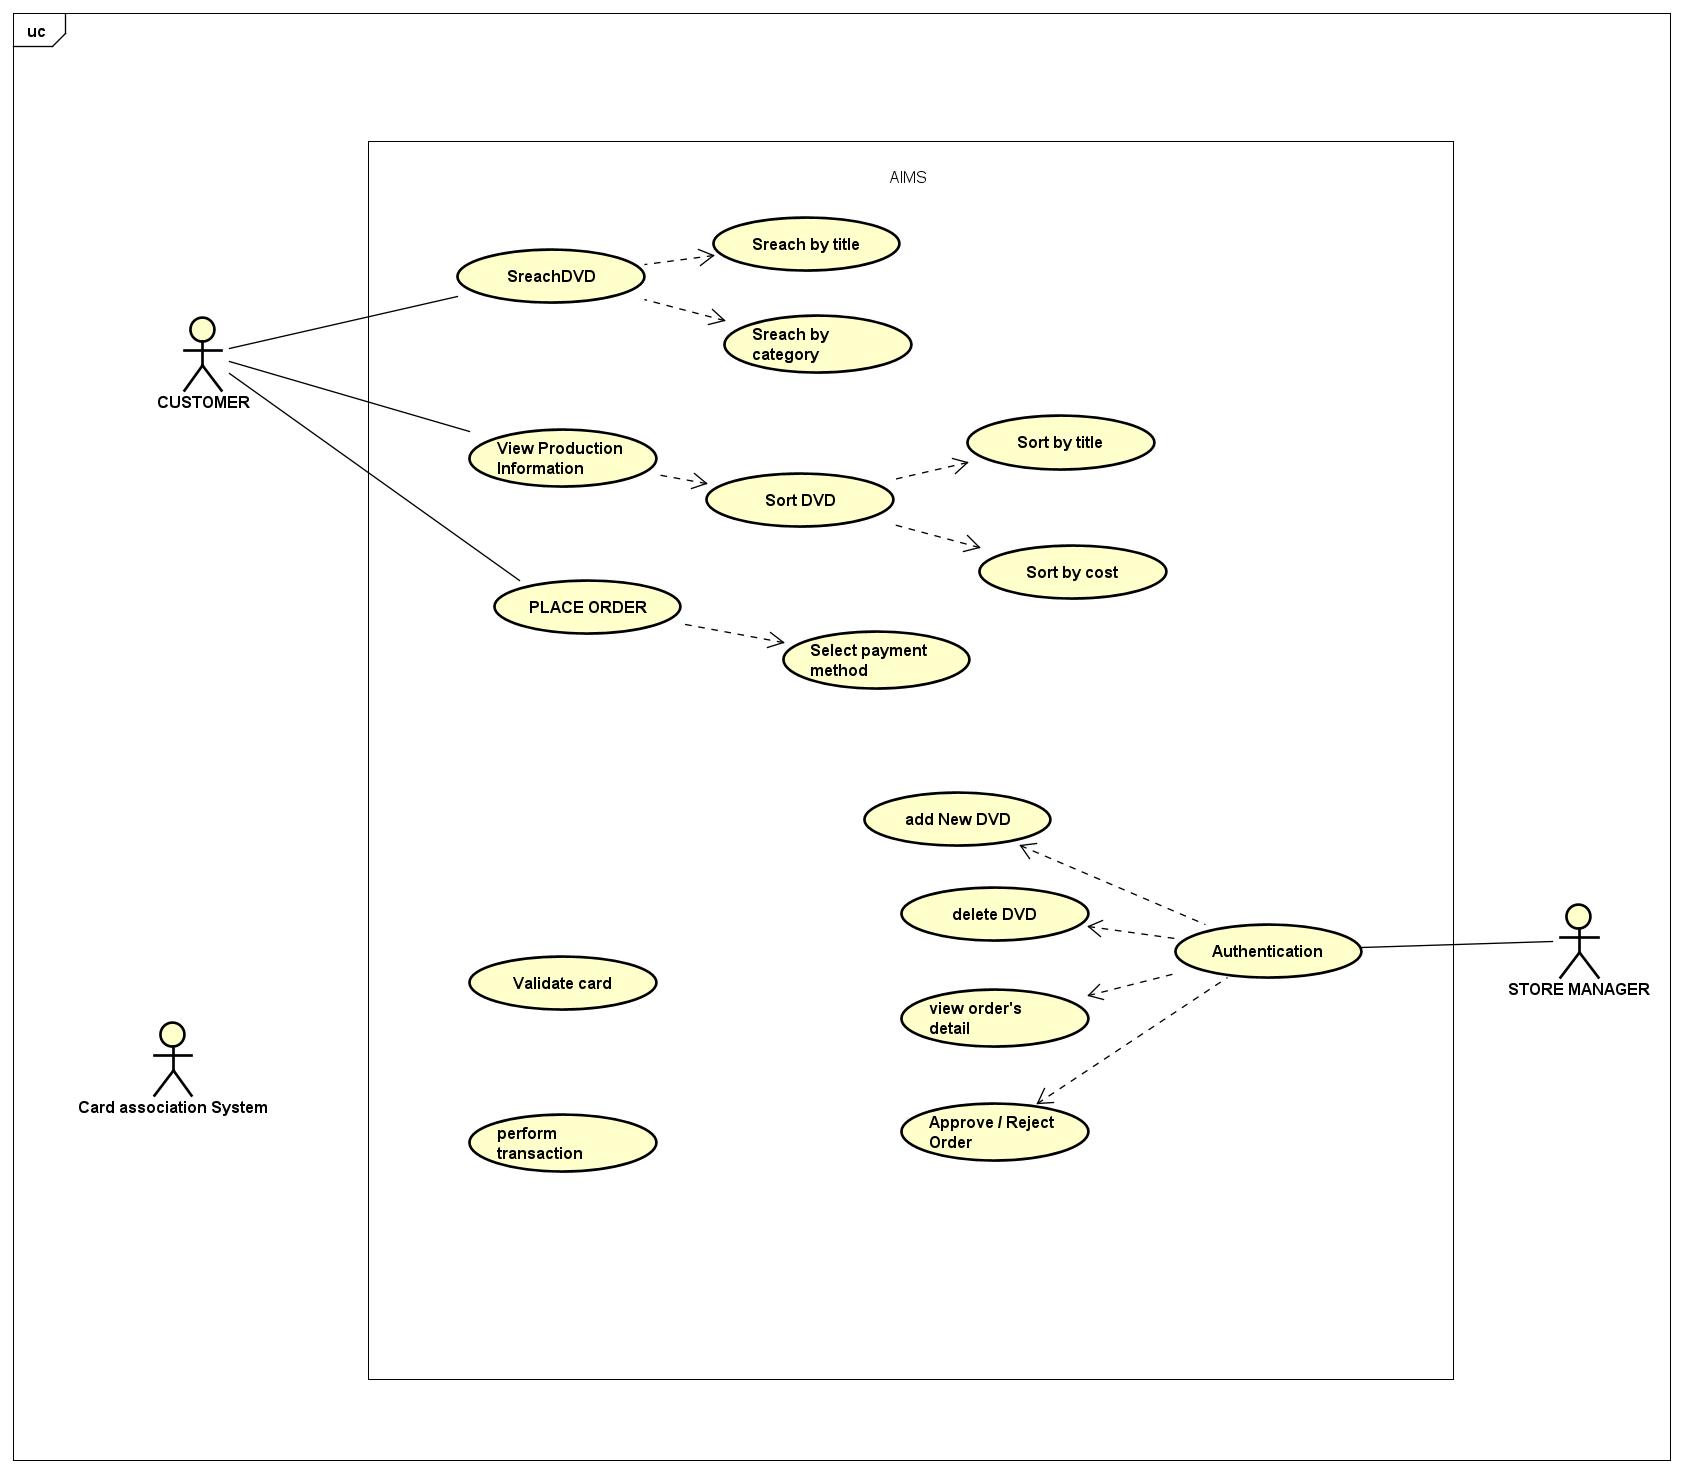 uc
AIMS
Sreach by title
SreachDVD
Sreach by
category
CUSTOMER
Sort by title
View Production
Information
Sort DVD
Sort by cost
PLACE ORDER
Select payment
method
add New DVD
delete DVD
Authentication
Validate card
STORE MANAGER
view order's
detail
Card association System
Approve / Reject
Order
perform
transaction